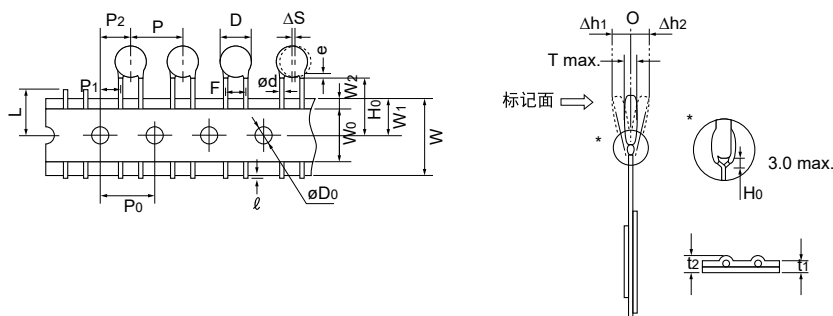 P2 P D ΔS
e
P1 F ød W2
L H0 W1
W0 W
P0 ℓ øD0
Δh1 O Δh2
T max.
标记面
*
*
3.0 max.
H0
t2 t1